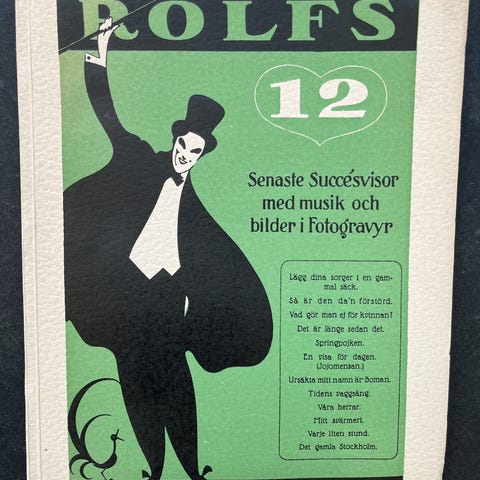 ROLFS
12
Senaste Succésvisor
med musik och
bilder i Fotogravyr
Lägg dina sorger i en gam-
mal säck.
Så är den da'n förstörd.
Vad gör man ej för kvinnan?
Det är länge sedan det.
Springpojken.
En visa för dagen.
(Jojomensan.)
Ursäkta mitt namn är Boman.
Tidens vaggsång.
Våra herrar.
Mitt svärmeri.
Varje liten stund.
Det gamla Stockholm.